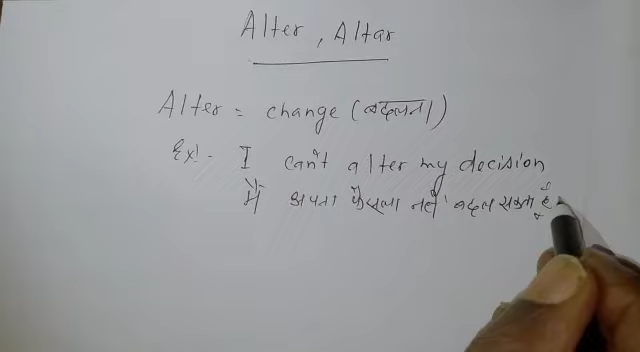 Alter, Altar
Alter = change (बदलना)
Ex:- I can't alter my decision
मैं अपना फैसला नहीं बदल सकता हूँ